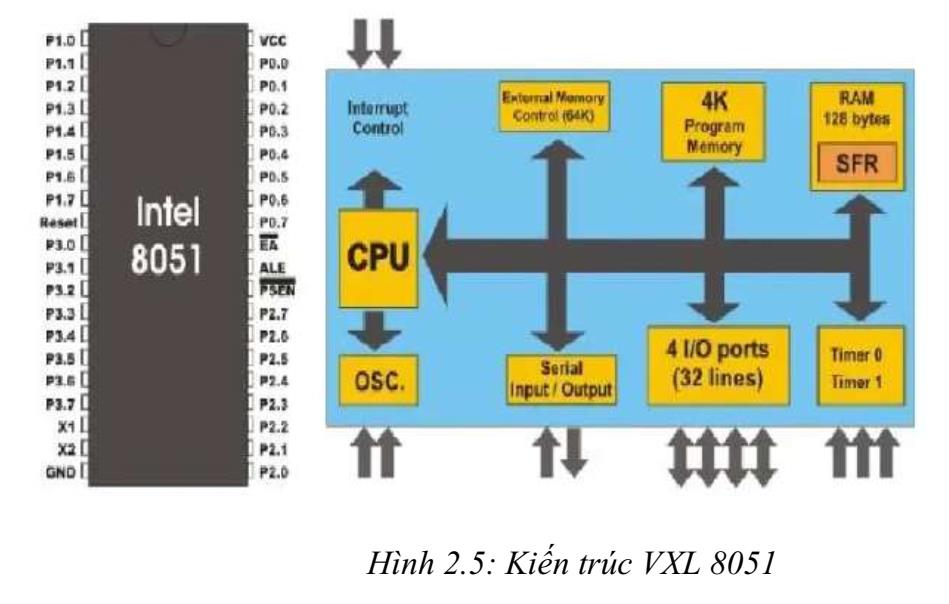 P1.0
P1.1
P1.2
P1.3
P1.4
P1.5
P1.6
P1.7
Reset
P3.0
P3.1
P3.2
P3.3
P3.4
P3.5
P3.6
P3.7
X1
X2
GND
Intel
8051
VCC
P0.0
P0.1
P0.2
P0.3
P0.4
P0.5
P0.6
P0.7
EA
ALE
PSEN
P2.7
P2.6
P2.5
P2.4
P2.3
P2.2
P2.1
P2.0
Interrupt
Control
External Memory
Control (64K)
4K
Program
Memory
RAM
128 bytes
SFR
CPU
OSC.
Serial
Input / Output
4 I/O ports
(32 lines)
Timer 0
Timer 1
Hình 2.5: Kiến trúc VXL 8051